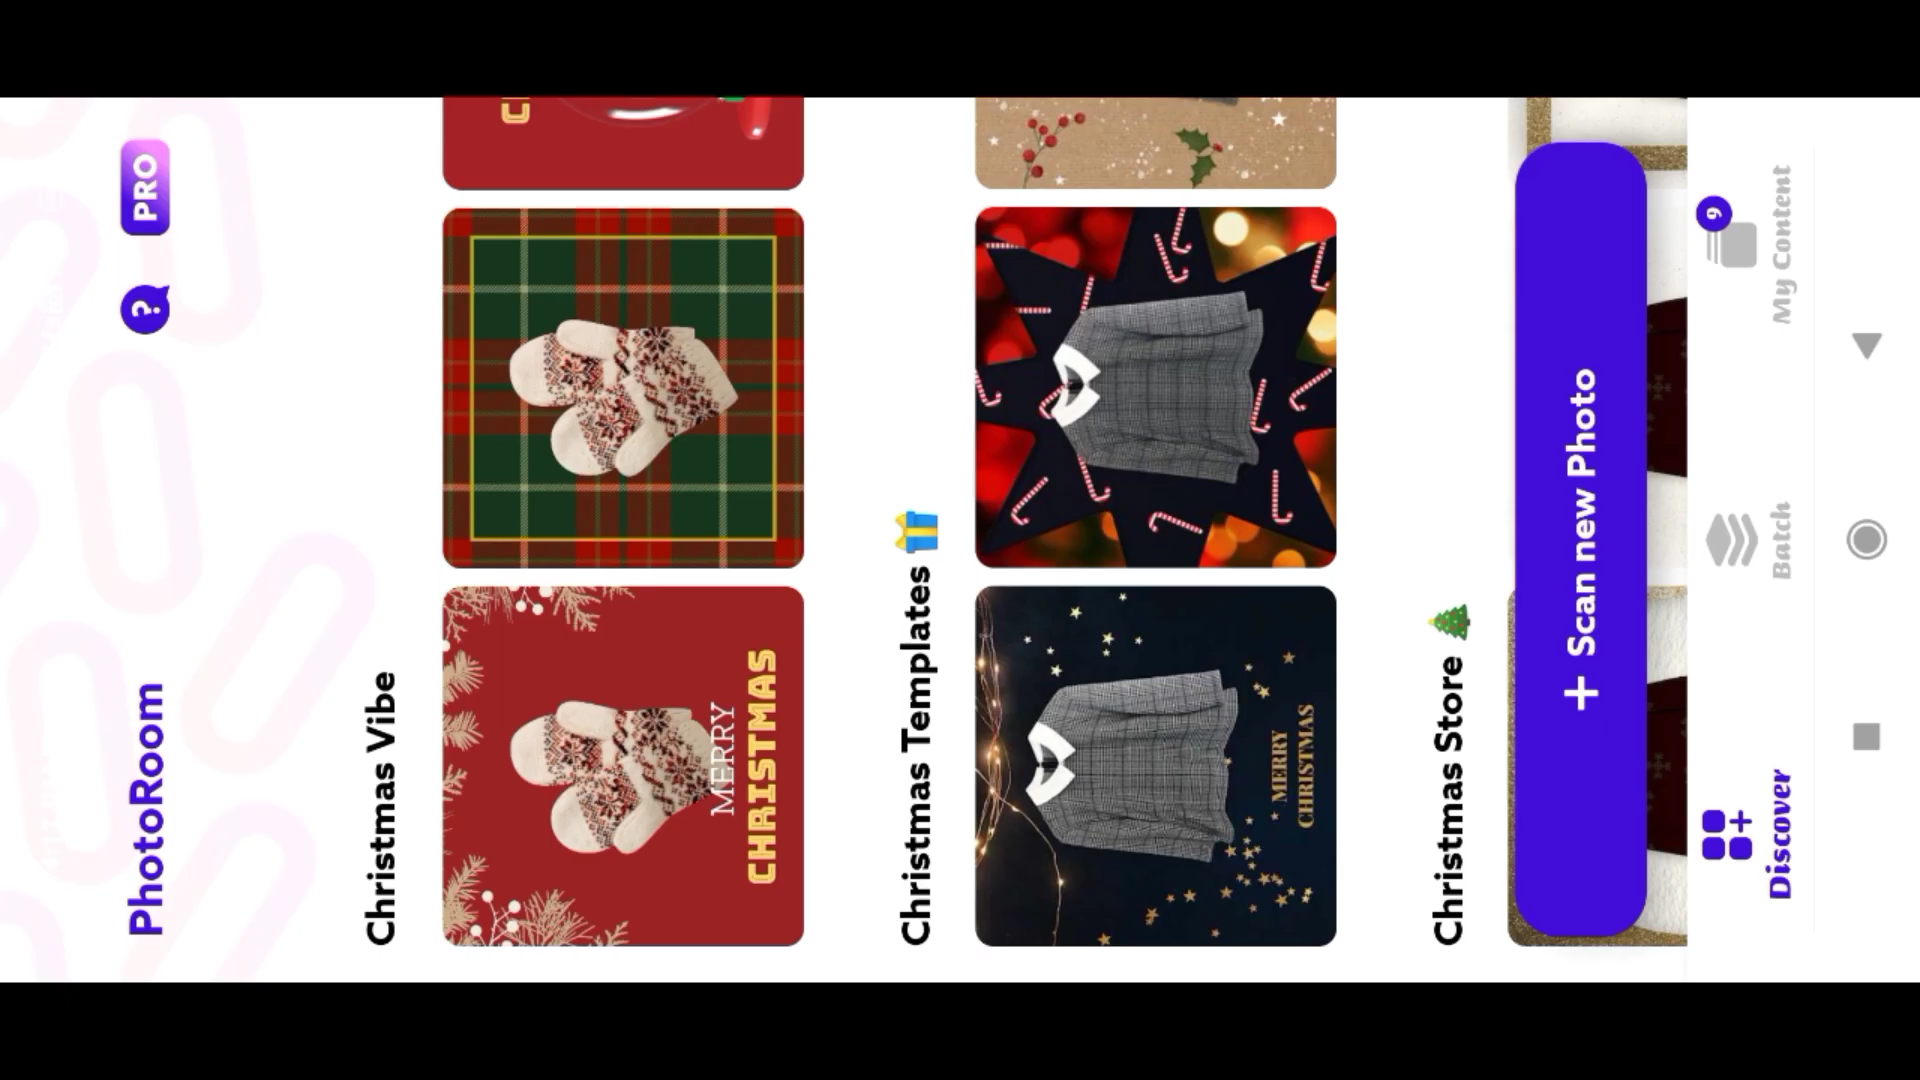 PhotoRoom
?
PRO
Christmas Vibe
MERRY
CHRISTMAS
Christmas Templates
MERRY
CHRISTMAS
Christmas Store
+ Scan new Photo
Discover
Batch
My Content
9